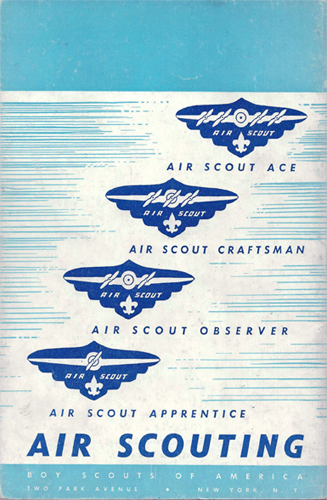 AIR SCOUT
AIR SCOUT ACE
AIR SCOUT
AIR SCOUT CRAFTSMAN
AIR SCOUT
AIR SCOUT OBSERVER
AIR SCOUT
AIR SCOUT APPRENTICE
AIR SCOUTING
BOY SCOUTS OF AMERICA
TWO PARK AVENUE • NEW YORK, N. Y.